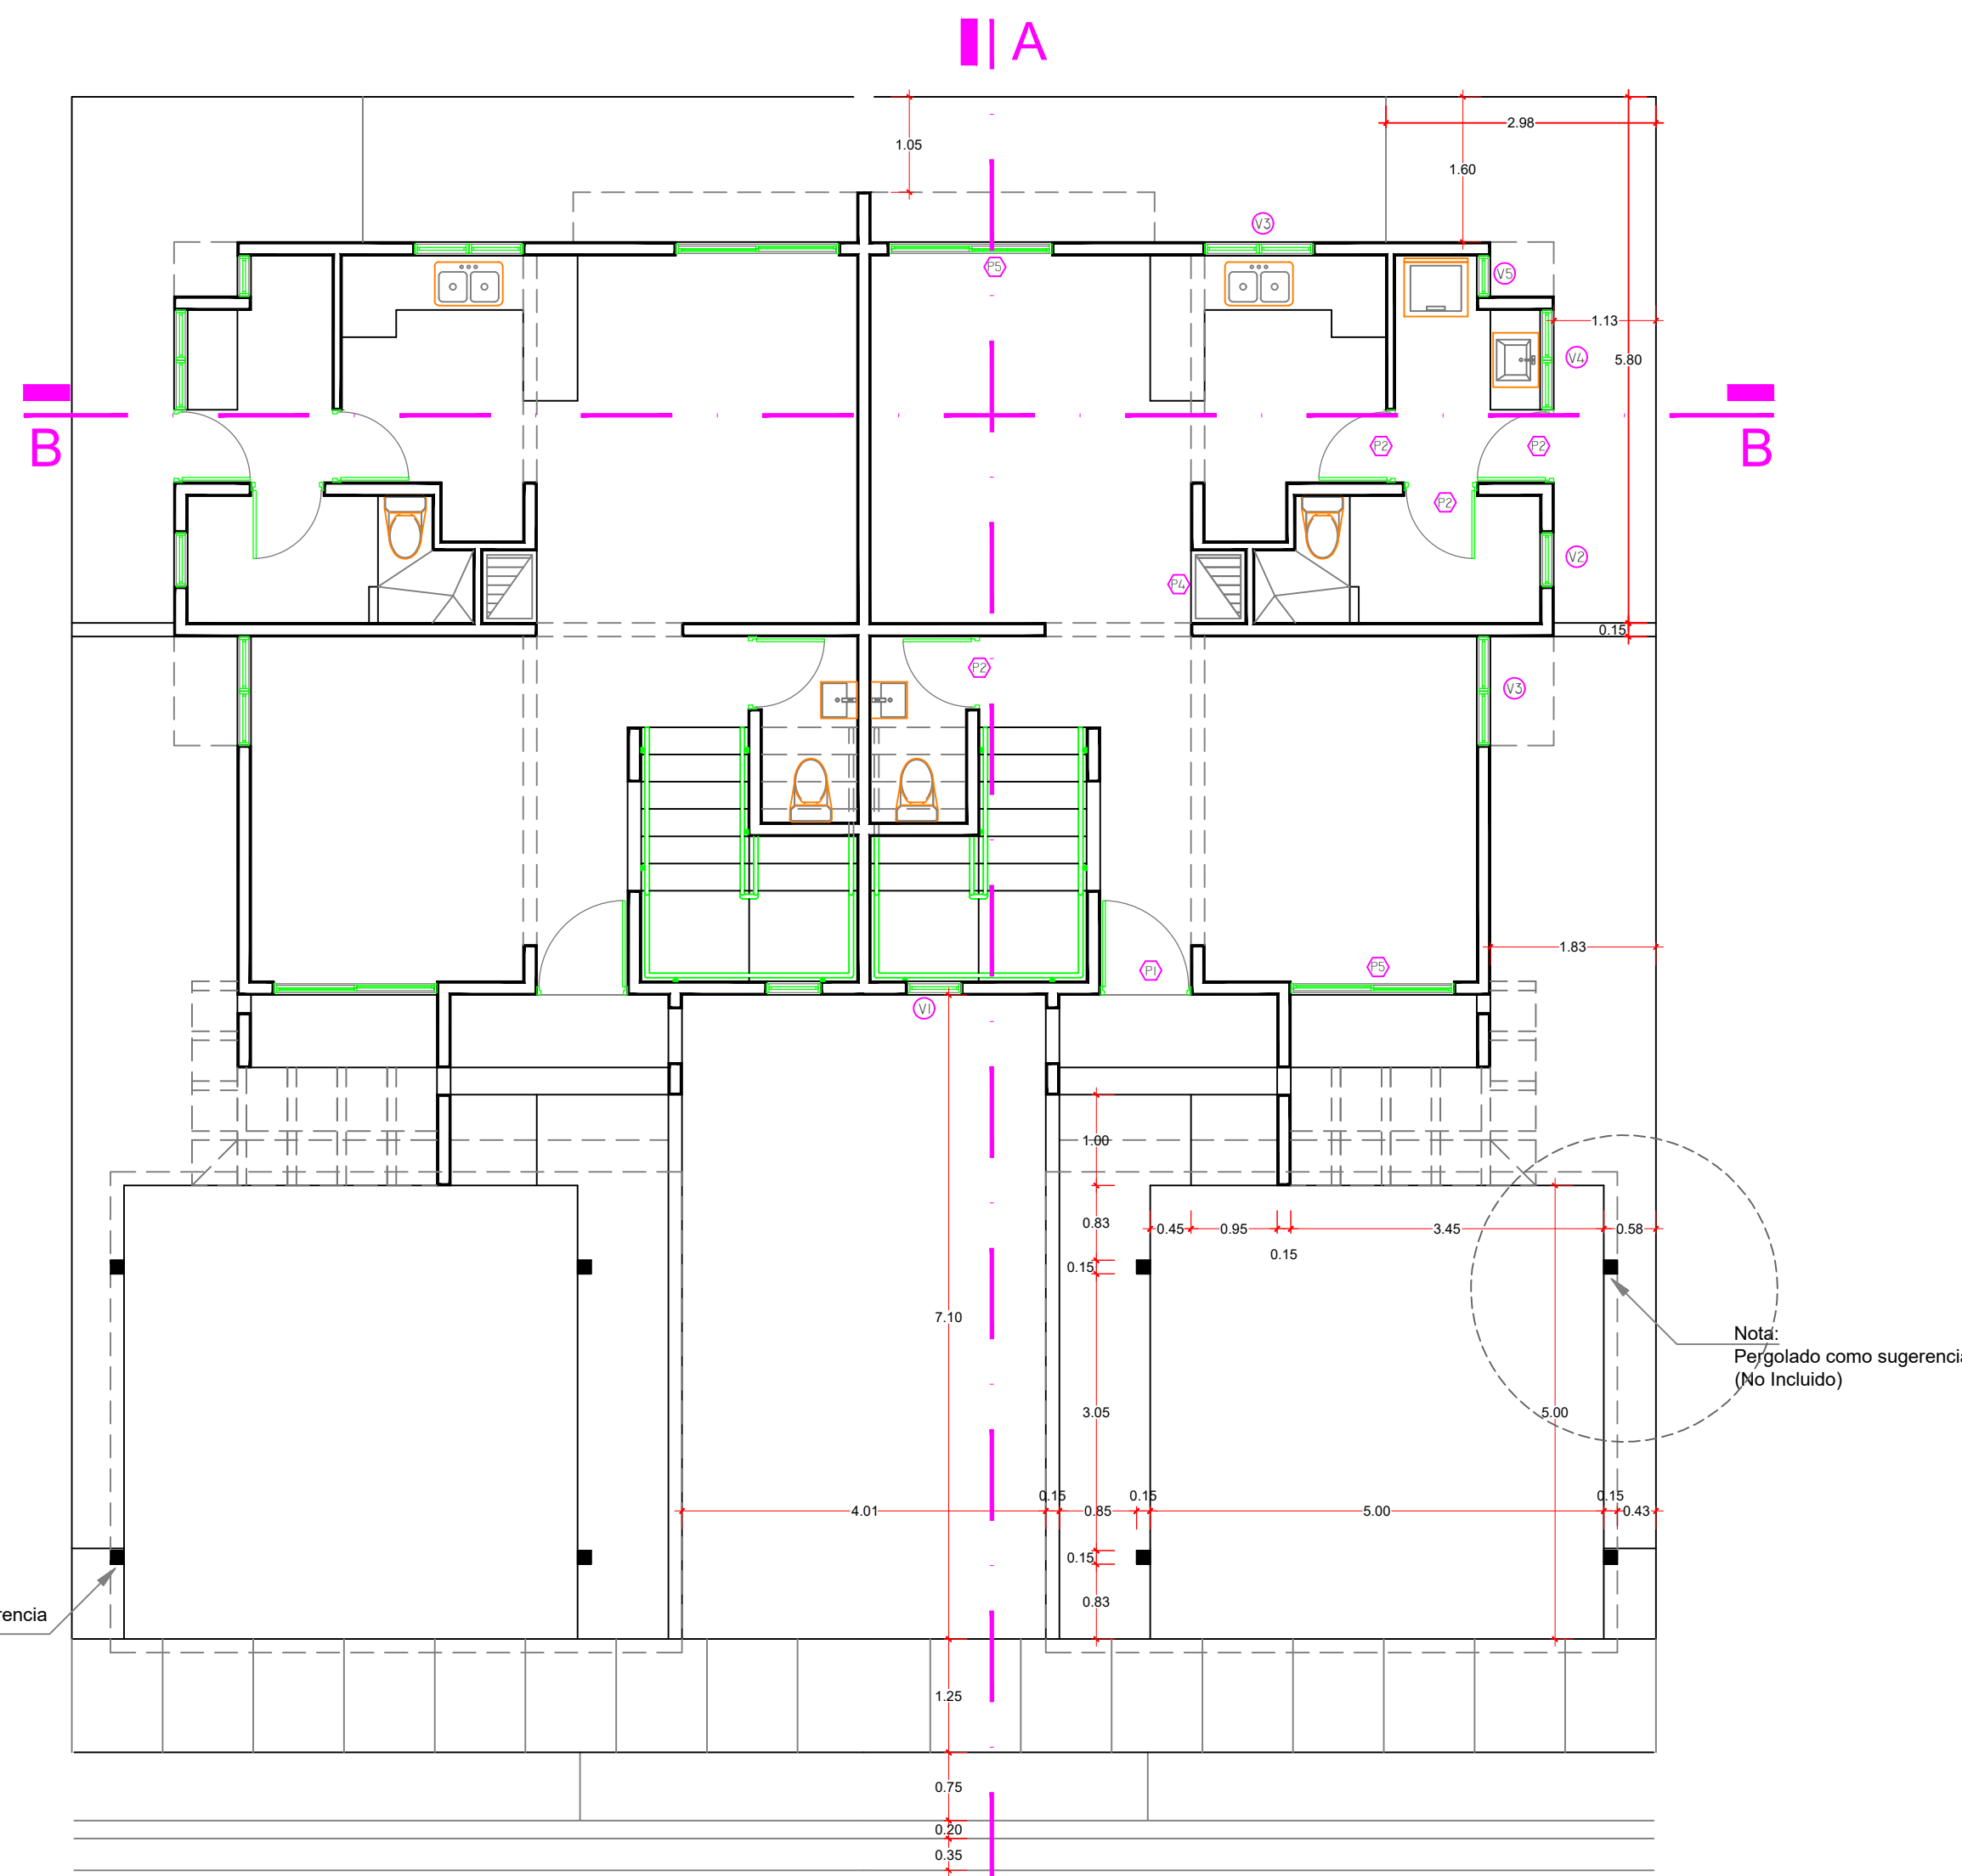 A
2.98
1.05
1.60
V3
P5
V5
1.13
V4
5.80
B
P2
P2
B
P2
V2
P4
0.15
P2
V3
1.83
P1
P5
V1
1.00
0.83
0.45
0.95
3.45
0.58
0.15
0.15
7.10
Nota:
Pergolado como sugerencia
(No Incluido)
3.05
5.00
0.15
0.15
0.15
4.01
0.85
5.00
0.43
0.15
0.83
rencia
1.25
0.75
0.20
0.35